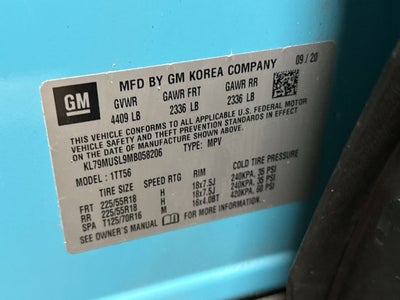 GM
MFD BY GM KOREA COMPANY 09 / 20
GVWR GAWR FRT GAWR RR
4409 LB 2336 LB 2336 LB
THIS VEHICLE CONFORMS TO ALL APPLICABLE U.S. FEDERAL MOTOR
VEHICLE SAFETY AND THEFT PREVENTION STANDARDS IN EFFECT
ON THE DATE OF MANUFACTURE SHOWN ABOVE.
KL79MUSL9MB058206 TYPE: MPV
MODEL : 1TT56
TIRE SIZE SPEED RTG RIM COLD TIRE PRESSURE
FRT 225/55R18 H 18x7.5J 240KPA, 35 PSI
RR 225/55R18 H 18x7.5J 240KPA, 35 PSI
SPA T125/70R16 M 16x4.0BT 420KPA, 60 PSI
SEE OWNER'S MANUAL FOR MORE INFORMATION.